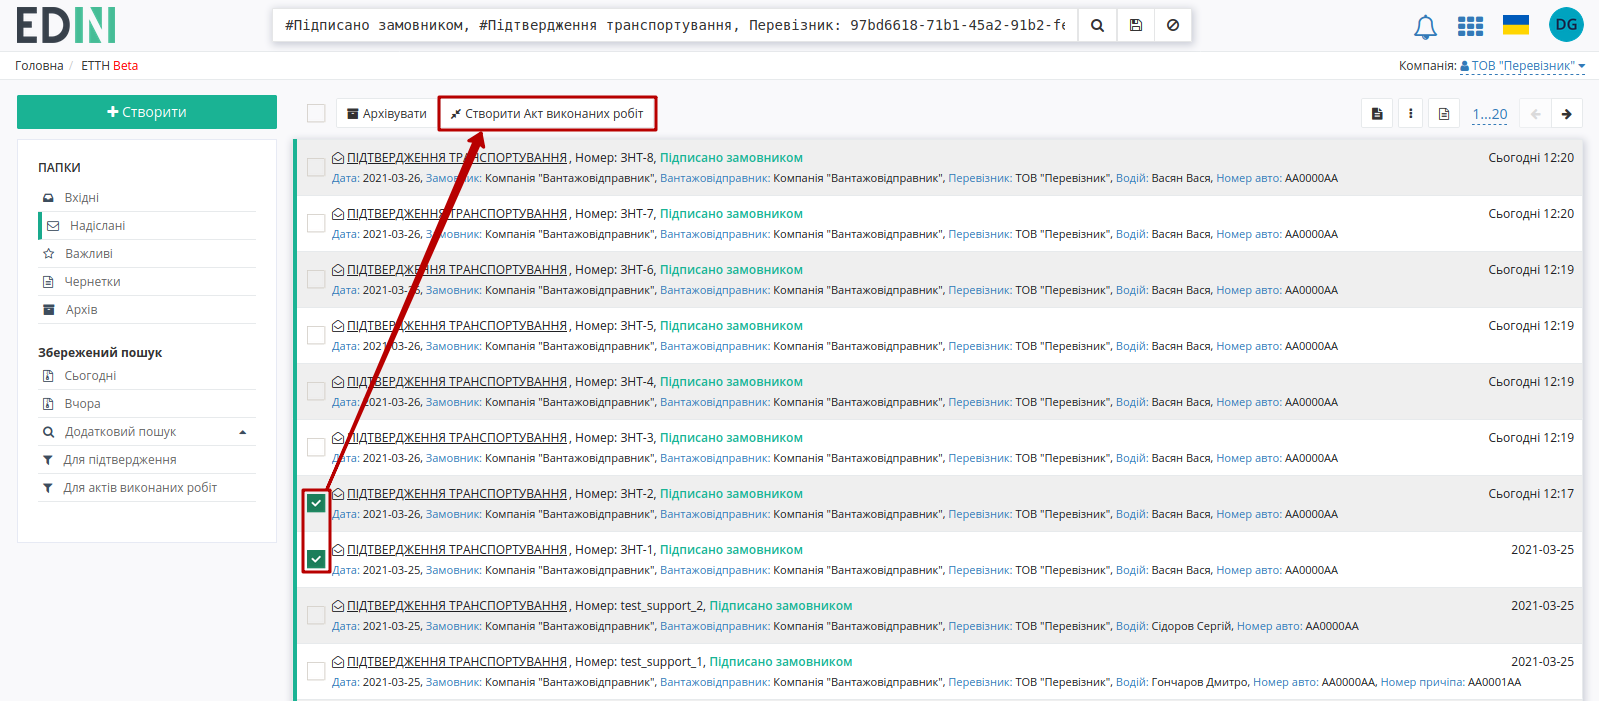 EDIN
#Підписано замовником, #Підтвердження транспортування, Перевізник: 97bd6618-71b1-45a2-91b2-fe
DG
Головна / ЕТТН Beta
Компанія: ТОВ "Перевізник"
Створити
Архівувати
Створити Акт виконаних робіт
1...20
ПАПКИ
Вхідні
Надіслані
Важливі
Чернетки
Архів
Збережений пошук
Сьогодні
Вчора
Додатковий пошук
Для підтвердження
Для актів виконаних робіт
ПІДТВЕРДЖЕННЯ ТРАНСПОРТУВАННЯ, Номер: ЗНТ-8, Підписано замовником Сьогодні 12:20
Дата: 2021-03-26, Замовник: Компанія "Вантажовідправник", Вантажовідправник: Компанія "Вантажовідправник", Перевізник: ТОВ "Перевізник", Водій: Васян Вася, Номер авто: АА0000АА
ПІДТВЕРДЖЕННЯ ТРАНСПОРТУВАННЯ, Номер: ЗНТ-7, Підписано замовником Сьогодні 12:20
Дата: 2021-03-26, Замовник: Компанія "Вантажовідправник", Вантажовідправник: Компанія "Вантажовідправник", Перевізник: ТОВ "Перевізник", Водій: Васян Вася, Номер авто: АА0000АА
ПІДТВЕРДЖЕННЯ ТРАНСПОРТУВАННЯ, Номер: ЗНТ-6, Підписано замовником Сьогодні 12:19
Дата: 2021-03-26, Замовник: Компанія "Вантажовідправник", Вантажовідправник: Компанія "Вантажовідправник", Перевізник: ТОВ "Перевізник", Водій: Васян Вася, Номер авто: АА0000АА
ПІДТВЕРДЖЕННЯ ТРАНСПОРТУВАННЯ, Номер: ЗНТ-5, Підписано замовником Сьогодні 12:19
Дата: 2021-03-26, Замовник: Компанія "Вантажовідправник", Вантажовідправник: Компанія "Вантажовідправник", Перевізник: ТОВ "Перевізник", Водій: Васян Вася, Номер авто: АА0000АА
ПІДТВЕРДЖЕННЯ ТРАНСПОРТУВАННЯ, Номер: ЗНТ-4, Підписано замовником Сьогодні 12:19
Дата: 2021-03-26, Замовник: Компанія "Вантажовідправник", Вантажовідправник: Компанія "Вантажовідправник", Перевізник: ТОВ "Перевізник", Водій: Васян Вася, Номер авто: АА0000АА
ПІДТВЕРДЖЕННЯ ТРАНСПОРТУВАННЯ, Номер: ЗНТ-3, Підписано замовником Сьогодні 12:19
Дата: 2021-03-26, Замовник: Компанія "Вантажовідправник", Вантажовідправник: Компанія "Вантажовідправник", Перевізник: ТОВ "Перевізник", Водій: Васян Вася, Номер авто: АА0000АА
ПІДТВЕРДЖЕННЯ ТРАНСПОРТУВАННЯ, Номер: ЗНТ-2, Підписано замовником Сьогодні 12:17
Дата: 2021-03-26, Замовник: Компанія "Вантажовідправник", Вантажовідправник: Компанія "Вантажовідправник", Перевізник: ТОВ "Перевізник", Водій: Васян Вася, Номер авто: АА0000АА
ПІДТВЕРДЖЕННЯ ТРАНСПОРТУВАННЯ, Номер: ЗНТ-1, Підписано замовником 2021-03-25
Дата: 2021-03-25, Замовник: Компанія "Вантажовідправник", Вантажовідправник: Компанія "Вантажовідправник", Перевізник: ТОВ "Перевізник", Водій: Васян Вася, Номер авто: АА0000АА
ПІДТВЕРДЖЕННЯ ТРАНСПОРТУВАННЯ, Номер: test_support_2, Підписано замовником 2021-03-25
Дата: 2021-03-25, Замовник: Компанія "Вантажовідправник", Вантажовідправник: Компанія "Вантажовідправник", Перевізник: ТОВ "Перевізник", Водій: Сідоров Сергій, Номер авто: АА0000АА
ПІДТВЕРДЖЕННЯ ТРАНСПОРТУВАННЯ, Номер: test_support_1, Підписано замовником 2021-03-25
Дата: 2021-03-25, Замовник: Компанія "Вантажовідправник", Вантажовідправник: Компанія "Вантажовідправник", Перевізник: ТОВ "Перевізник", Водій: Гончаров Дмитро, Номер авто: АА0000АА, Номер причіпа: АА0001АА